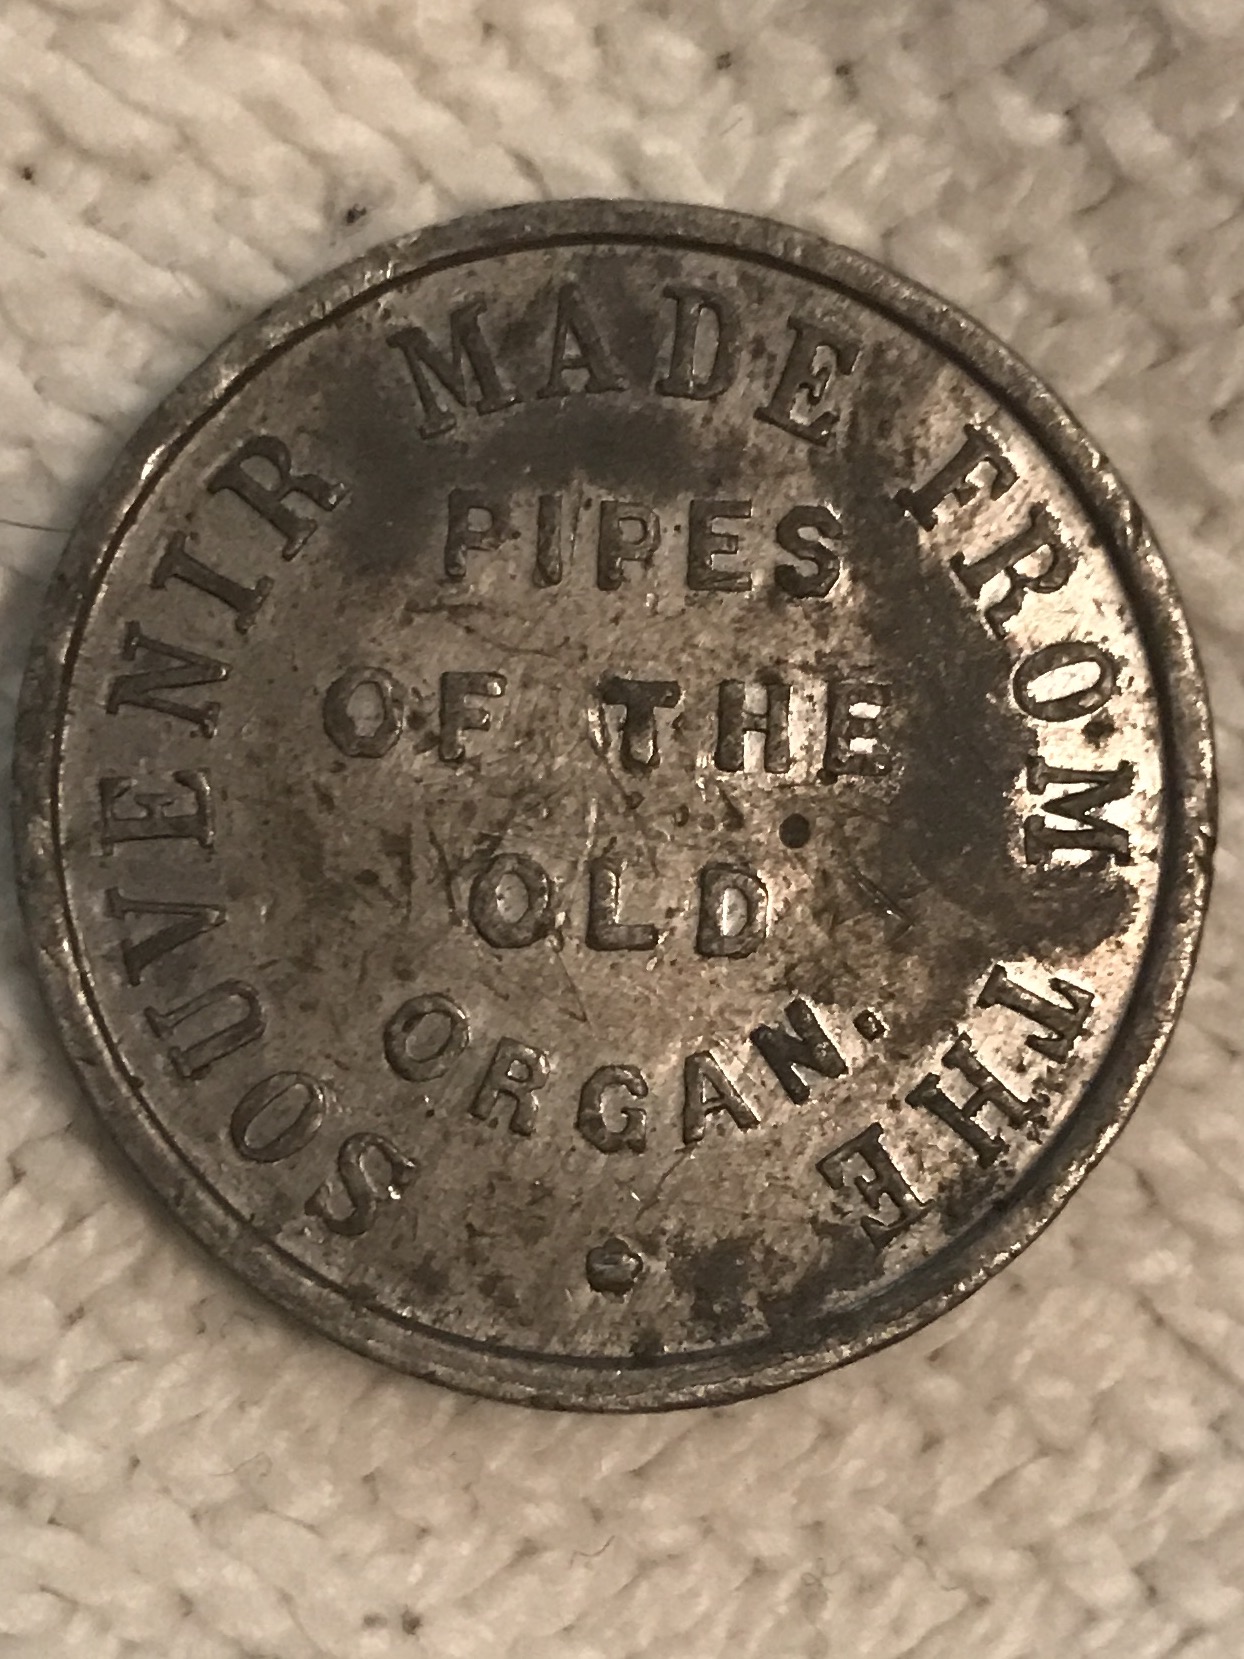 SOUVENIR MADE FROM THE
PIPES
OF THE
OLD
ORGAN.